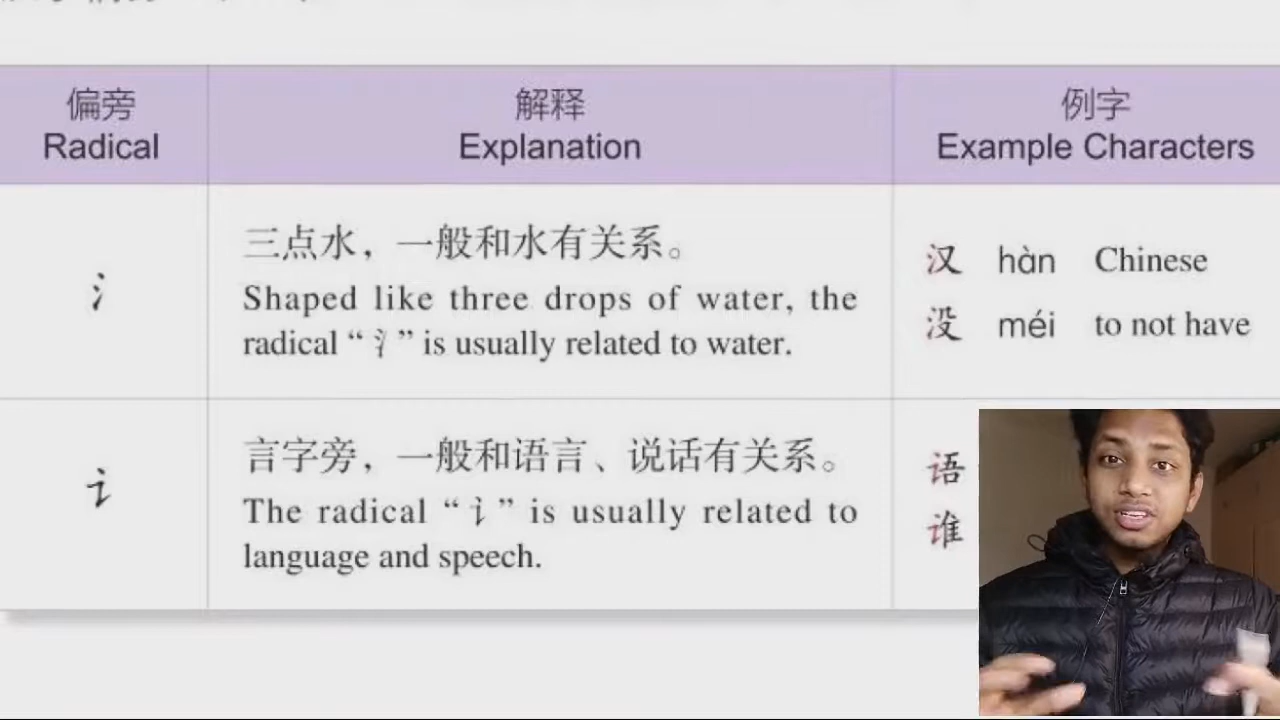 偏旁
Radical
解释
Explanation
例字
Example Characters
氵
三点水，一般和水有关系。
Shaped like three drops of water, the
radical “氵” is usually related to water.
汉 hàn Chinese
没 méi to not have
讠
言字旁，一般和语言、说话有关系。
The radical “讠” is usually related to
language and speech.
语
谁